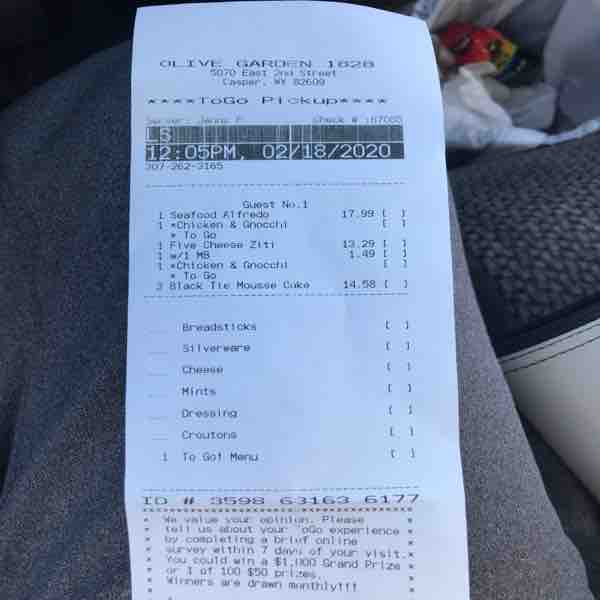 OLIVE GARDEN 1828
5070 East 2nd Street
Casper, WY 82609
****ToGo Pickup****
Server: Jenny P Check #:
LS
12:05PM, 02/18/2020
307-262-3165
Guest No.1
1 Seafood Alfredo 17.99 [ ]
1 *Chicken & Gnocchi [ ]
* To Go
1 Five Cheese Ziti 13.29 [ ]
1 w/1 MB 1.49 [ ]
1 *Chicken & Gnocchi [ ]
* To Go
Black Tie Mousse Cake 14.58 [ ]
Breadsticks [ ]
Silverware [ ]
Cheese [ ]
Mints [ ]
Dressing [ ]
Croutons [ ]
1 To Go! Menu [ ]
ID # 3598 63163 6177
* We value your opinion. Please *
* tell us about your ToGo experience *
* by completing a brief online *
* survey within 7 days of your visit.*
* You could win a $1,000 Grand Prize *
* or 1 of 100 $50 prizes. *
* Winners are drawn monthly!!! *